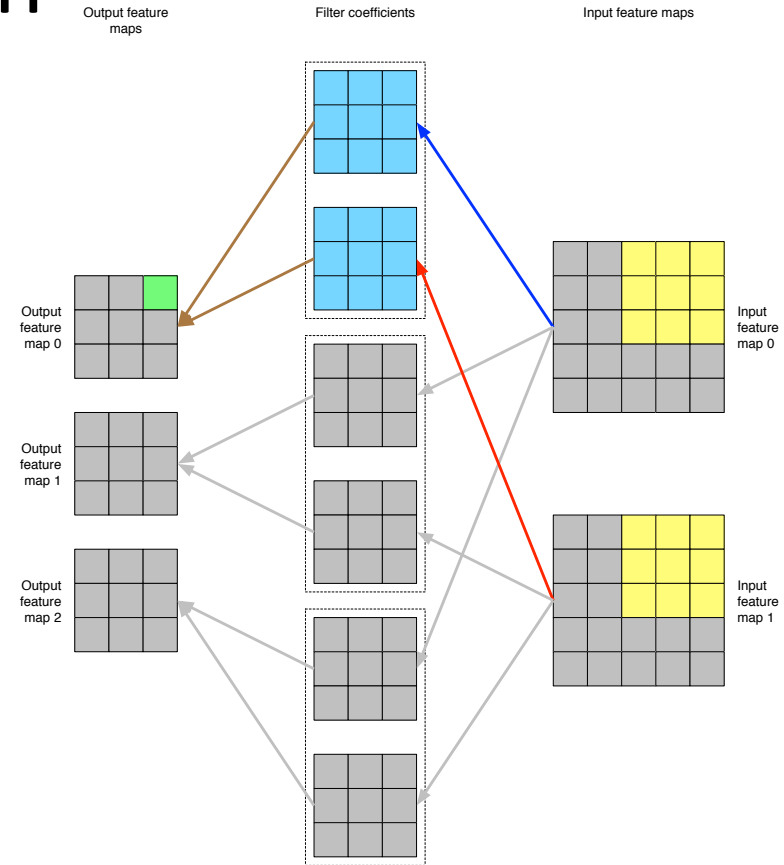 Output feature
maps
Filter coefficients
Input feature maps
Output
feature
map 0
Input
feature
map 0
Output
feature
map 1
Output
feature
map 2
Input
feature
map 1